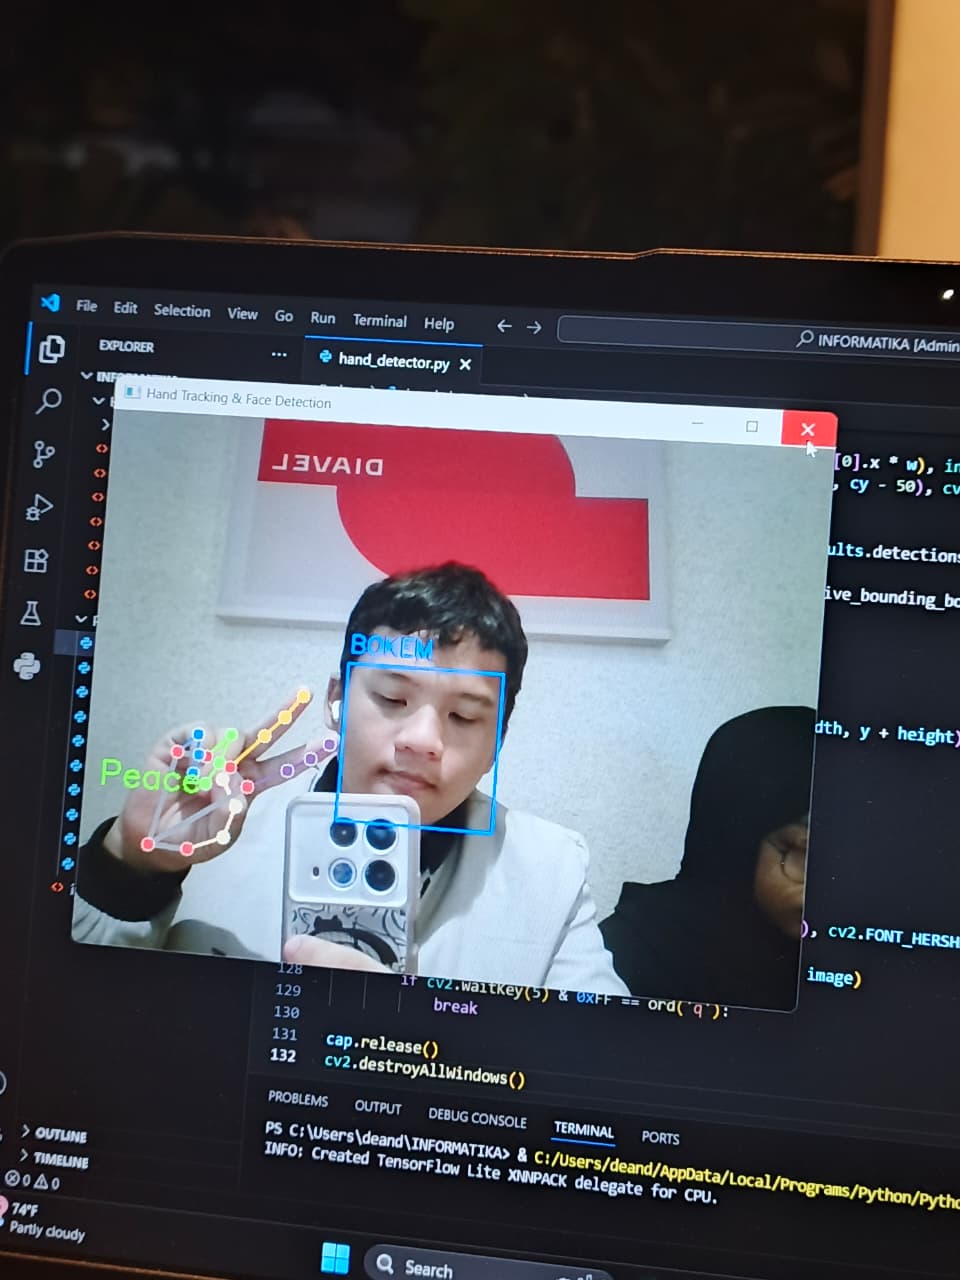 File Edit Selection View Go Run Terminal Help
INFORMATIKA [Admin
EXPLORER
hand_detector.py
Hand Tracking & Face Detection
[0].x * w), in
, cy - 50), cv
ults.detections
ive_bounding_bo
DIAVEL
BOKEM
dth, y + height)
Peace
), cv2.FONT_HERSH
image)
128
129 if cv2.waitKey(5) & 0xFF == ord('q'):
130 break
131 cap.release()
132 cv2.destroyAllWindows()
PROBLEMS OUTPUT DEBUG CONSOLE TERMINAL PORTS
PS C:\Users\deand\INFORMATIKA> & C:/Users/deand/AppData/Local/Programs/Python/Pytho
INFO: Created TensorFlow Lite XNNPACK delegate for CPU.
OUTLINE
TIMELINE
0 0
74°F
Partly cloudy
Search